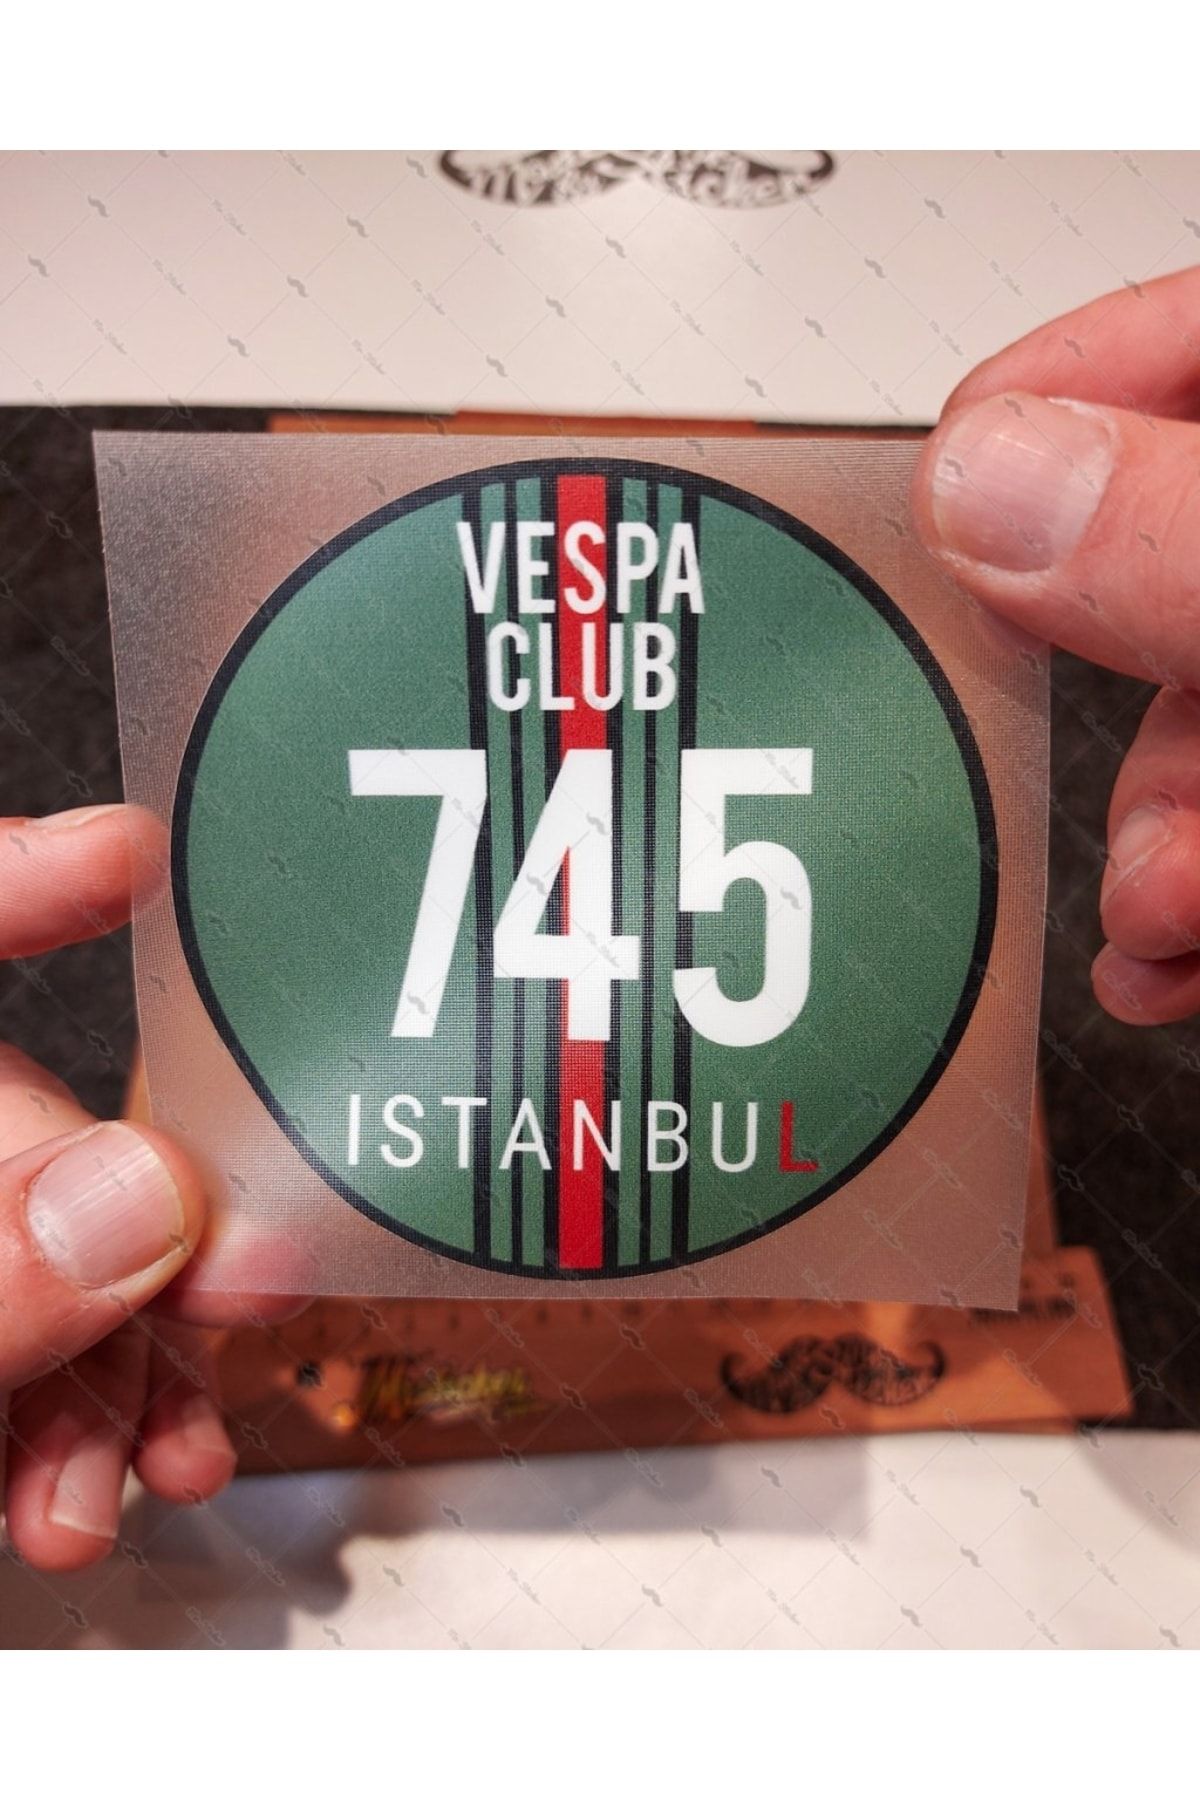 VESPA
CLUB
745
ISTANBUL